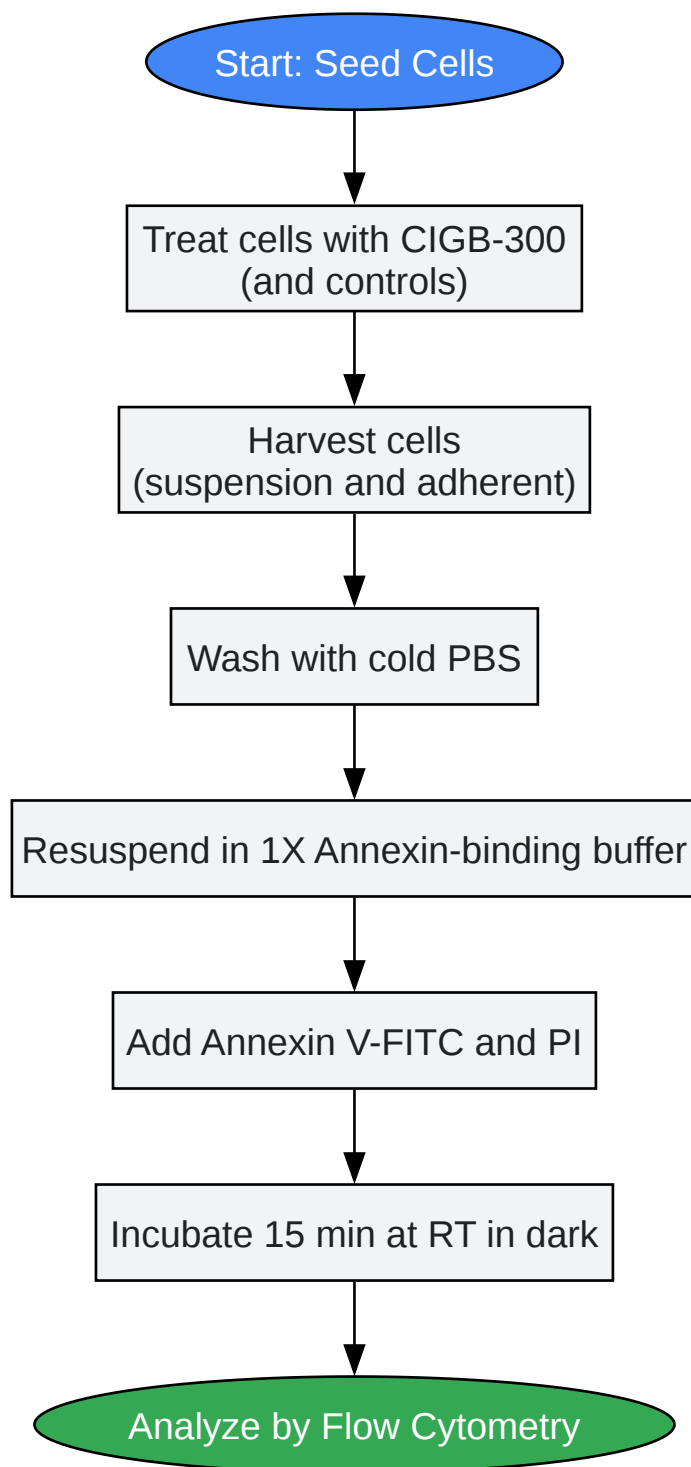 Start: Seed Cells
Treat cells with CIGB-300
(and controls)
Harvest cells
(suspension and adherent)
Wash with cold PBS
Resuspend in 1X Annexin-binding buffer
Add Annexin V-FITC and PI
Incubate 15 min at RT in dark
Analyze by Flow Cytometry